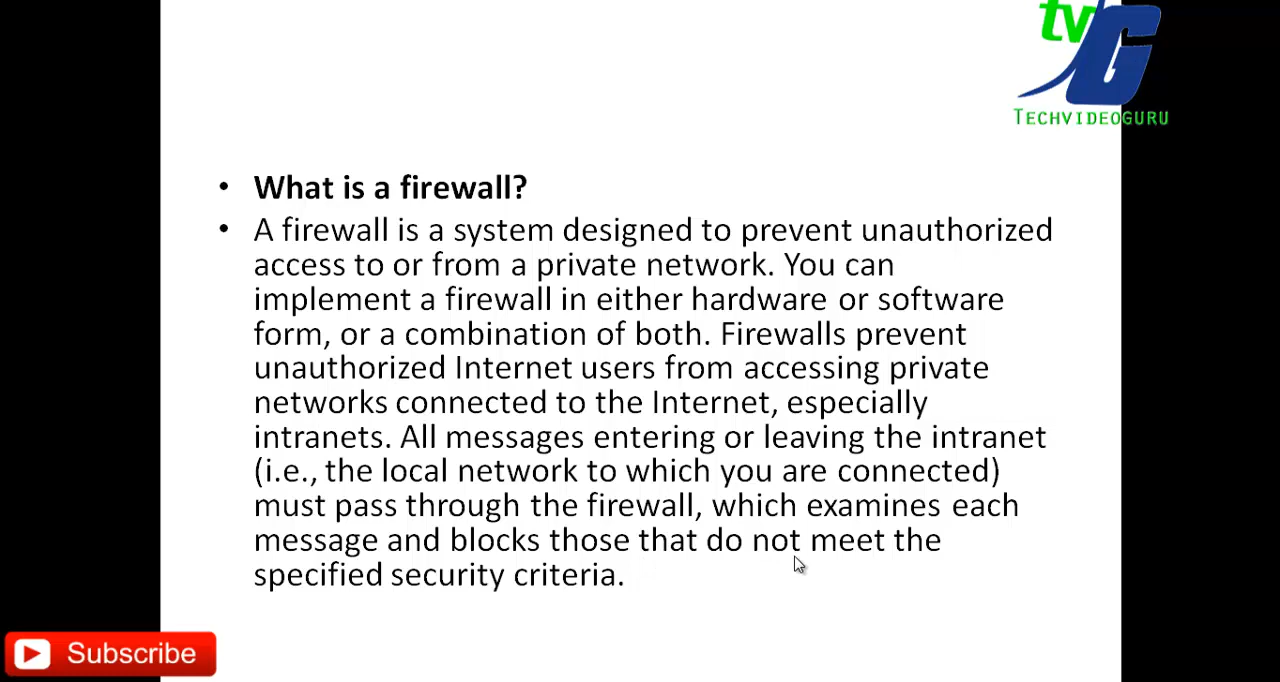 tvG
TECHVIDEOGURU
• What is a firewall?
• A firewall is a system designed to prevent unauthorized
access to or from a private network. You can
implement a firewall in either hardware or software
form, or a combination of both. Firewalls prevent
unauthorized Internet users from accessing private
networks connected to the Internet, especially
intranets. All messages entering or leaving the intranet
(i.e., the local network to which you are connected)
must pass through the firewall, which examines each
message and blocks those that do not meet the
specified security criteria.
Subscribe